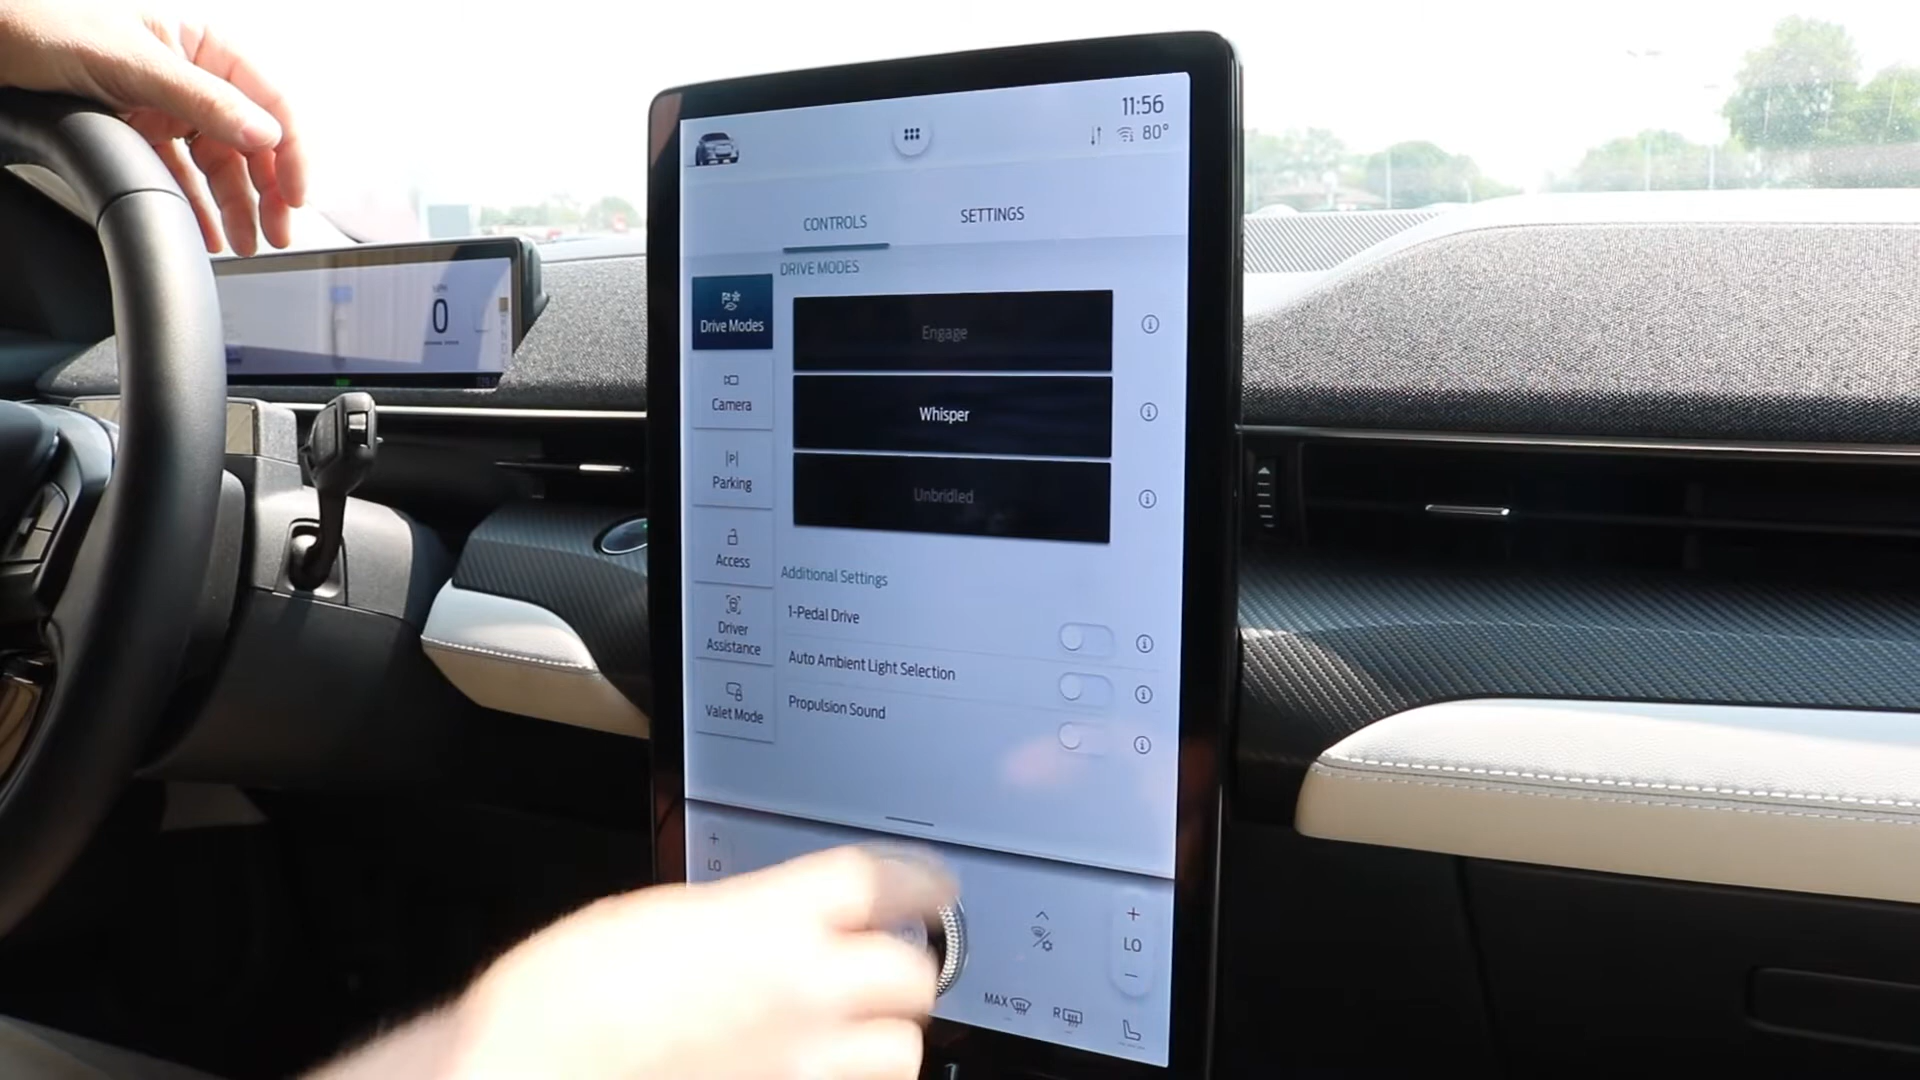 11:56
80°
CONTROLS
SETTINGS
DRIVE MODES
Drive Modes
Engage
Camera
Whisper
Parking
Unbridled
Access
Additional Settings
1-Pedal Drive
Driver
Assistance
Auto Ambient Light Selection
Valet Mode
Propulsion Sound
+
LO
+
LO
−
MAX
R
MPH
0